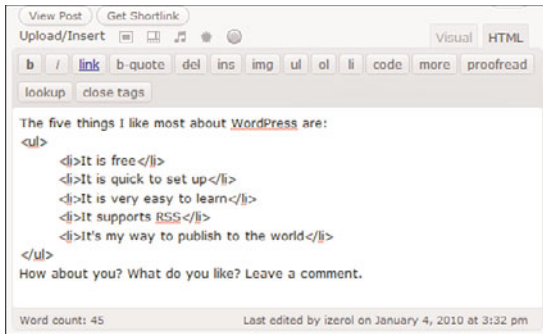 View Post Get Shortlink
Upload/Insert Visual HTML
b i link b-quote del ins img ul ol li code more proofread
lookup close tags
The five things I like most about WordPress are:
<ul>
<li>It is free</li>
<li>It is quick to set up</li>
<li>It is very easy to learn</li>
<li>It supports RSS</li>
<li>It's my way to publish to the world</li>
</ul>
How about you? What do you like? Leave a comment.
Word count: 45 Last edited by izerol on January 4, 2010 at 3:32 pm